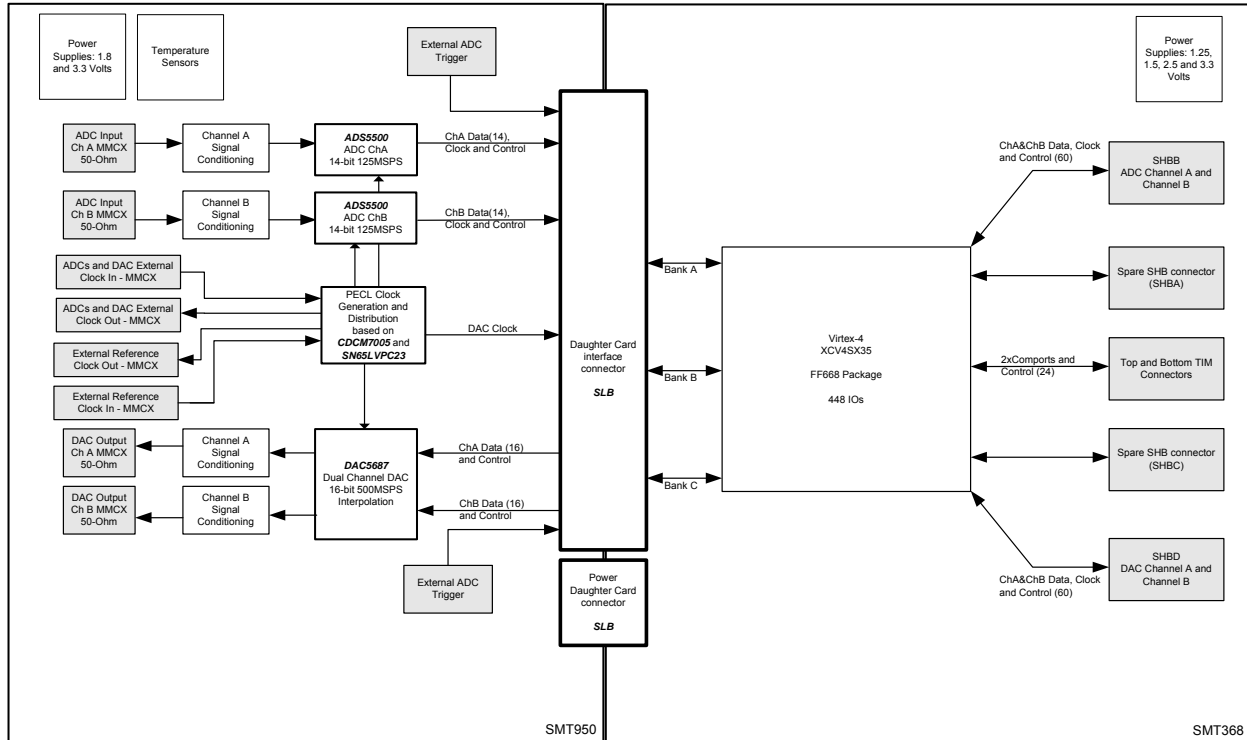 Power
Supplies: 1.8
and 3.3 Volts
Temperature
Sensors
External ADC
Trigger
Power
Supplies: 1.25,
1.5, 2.5 and 3.3
Volts
ADC Input
Ch A MMCX
50-Ohm
Channel A
Signal
Conditioning
ADS5500
ADC ChA
14-bit 125MSPS
ChA Data(14),
Clock and Control
ADC Input
Ch B MMCX
50-Ohm
Channel B
Signal
Conditioning
ADS5500
ADC ChB
14-bit 125MSPS
ChB Data(14),
Clock and Control
ADCs and DAC External
Clock In - MMCX
ADCs and DAC External
Clock Out - MMCX
External Reference
Clock Out - MMCX
External Reference
Clock In - MMCX
PECL Clock
Generation and
Distribution
based on
CDCM7005 and
SN65LVPC23
DAC Clock
DAC Output
Ch A MMCX
50-Ohm
Channel A
Signal
Conditioning
DAC5687
Dual Channel DAC
16-bit 500MSPS
Interpolation
ChA Data (16)
and Control
DAC Output
Ch B MMCX
50-Ohm
Channel B
Signal
Conditioning
ChB Data (16)
and Control
External ADC
Trigger
Daughter Card
interface
connector
SLB
Power
Daughter Card
connector
SLB
Bank A
Bank B
Bank C
Virtex-4
XCV4SX35
FF668 Package
448 IOs
ChA&ChB Data, Clock
and Control (60)
SHBB
ADC Channel A and
Channel B
Spare SHB connector
(SHBA)
2xComports and
Control (24)
Top and Bottom TIM
Connectors
Spare SHB connector
(SHBC)
ChA&ChB Data, Clock
and Control (60)
SHBD
DAC Channel A and
Channel B
SMT950
SMT368